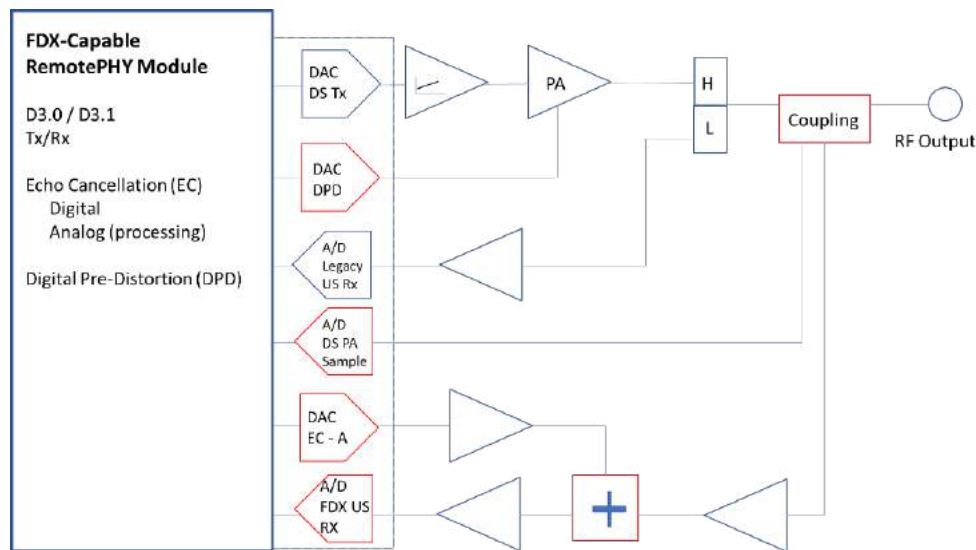 FDX-Capable
RemotePHY Module
D3.0 / D3.1
Tx/Rx
Echo Cancellation (EC)
Digital
Analog (processing)
Digital Pre-Distortion (DPD)
DAC
DS Tx
PA
H
L
Coupling
RF Output
DAC
DPD
A/D
Legacy
US Rx
A/D
DS PA
Sample
DAC
EC - A
A/D
FDX US
RX
+